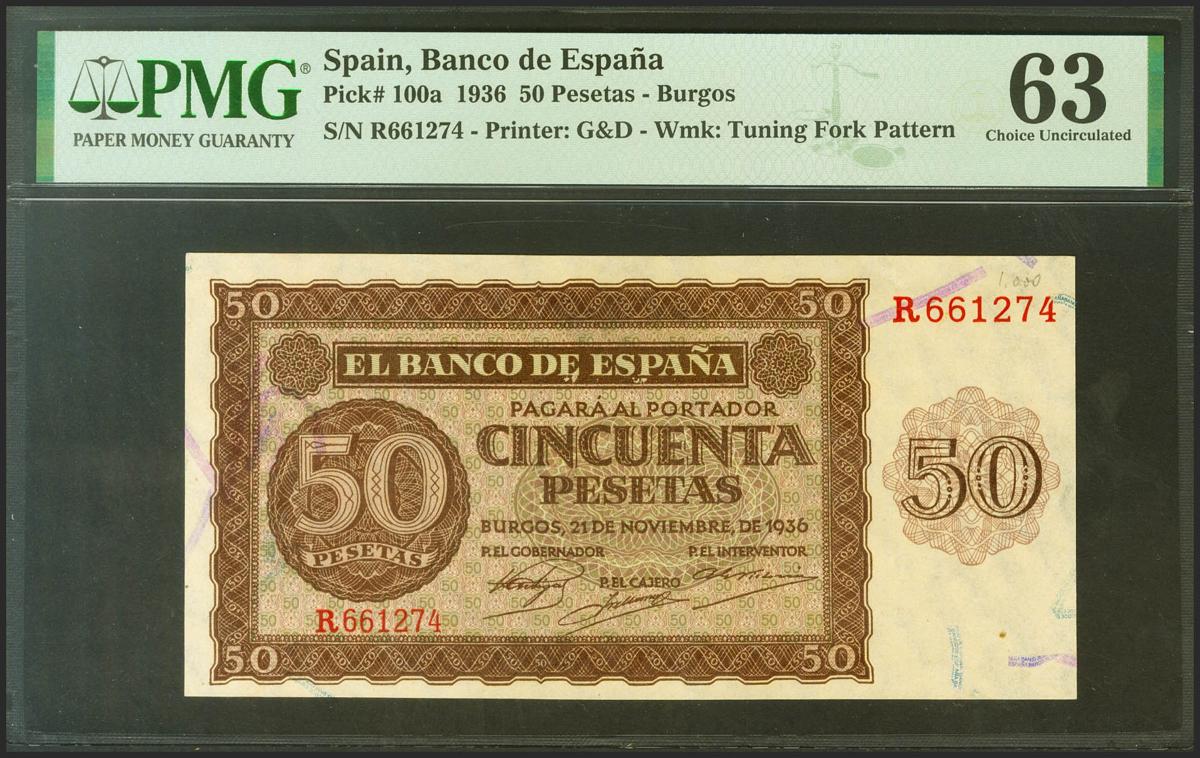 PMG®
PAPER MONEY GUARANTY
Spain, Banco de España
Pick# 100a 1936 50 Pesetas - Burgos
S/N R661274 - Printer: G&D - Wmk: Tuning Fork Pattern
63
Choice Uncirculated
1,000
50 50
R661274
EL BANCO DE ESPAÑA
PAGARÁ AL PORTADOR
CINCUENTA
PESETAS
50
PESETAS
50
BURGOS, 21 DE NOVIEMBRE, DE 1936
P. EL GOBERNADOR P. EL INTERVENTOR
P. EL CAJERO
R661274
50 50